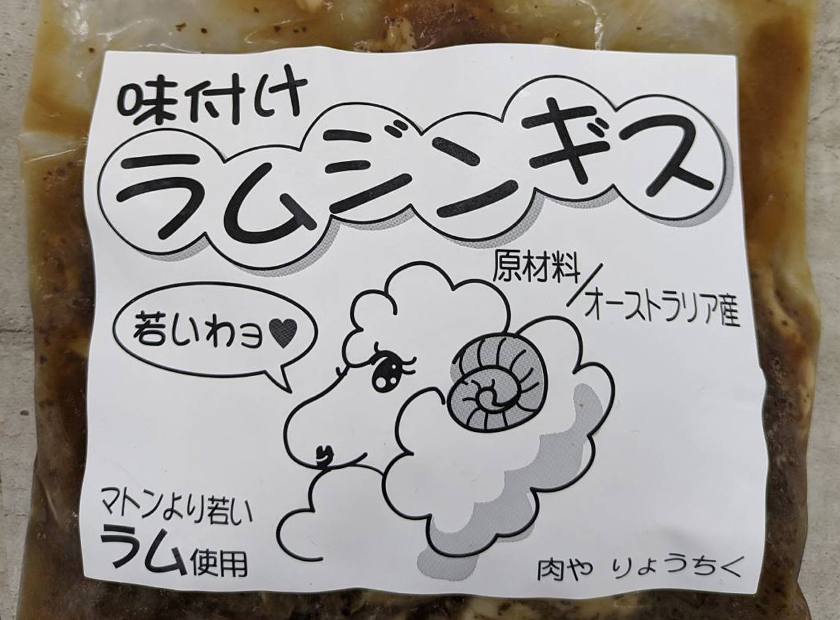 味付け
ラムジンギス
原材料/オーストラリア産
若いわヨ♥
マトンより若い
ラム使用
肉や りょうちく